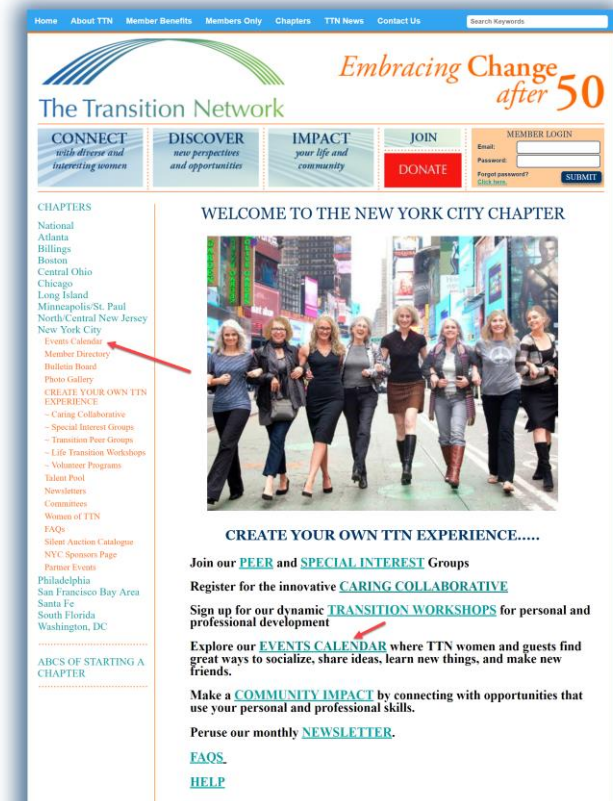 Home About TTN Member Benefits Members Only Chapters TTN News Contact Us Search Keywords
The Transition Network
Embracing Change
after 50
CONNECT
with diverse and
interesting women
DISCOVER
new perspectives
and opportunities
IMPACT
your life and
community
JOIN
DONATE
MEMBER LOGIN
Email:
Password:
Forgot password?
Click here.
SUBMIT
CHAPTERS
National
Atlanta
Billings
Boston
Central Ohio
Chicago
Long Island
Minneapolis/St. Paul
North/Central New Jersey
New York City
Events Calendar
Member Directory
Bulletin Board
Photo Gallery
CREATE YOUR OWN TTN
EXPERIENCE
~ Caring Collaborative
~ Special Interest Groups
~ Transition Peer Groups
~ Life Transition Workshops
~ Volunteer Programs
Talent Pool
Newsletters
Committees
Women of TTN
FAQs
Silent Auction Catalogue
NYC Sponsors Page
Partner Events
Philadelphia
San Francisco Bay Area
Santa Fe
South Florida
Washington, DC
ABCS OF STARTING A
CHAPTER
WELCOME TO THE NEW YORK CITY CHAPTER
CREATE YOUR OWN TTN EXPERIENCE.....
Join our PEER and SPECIAL INTEREST Groups
Register for the innovative CARING COLLABORATIVE
Sign up for our dynamic TRANSITION WORKSHOPS for personal and
professional development
Explore our EVENTS CALENDAR where TTN women and guests find
great ways to socialize, share ideas, learn new things, and make new
friends.
Make a COMMUNITY IMPACT by connecting with opportunities that
use your personal and professional skills.
Peruse our monthly NEWSLETTER.
FAQS
HELP